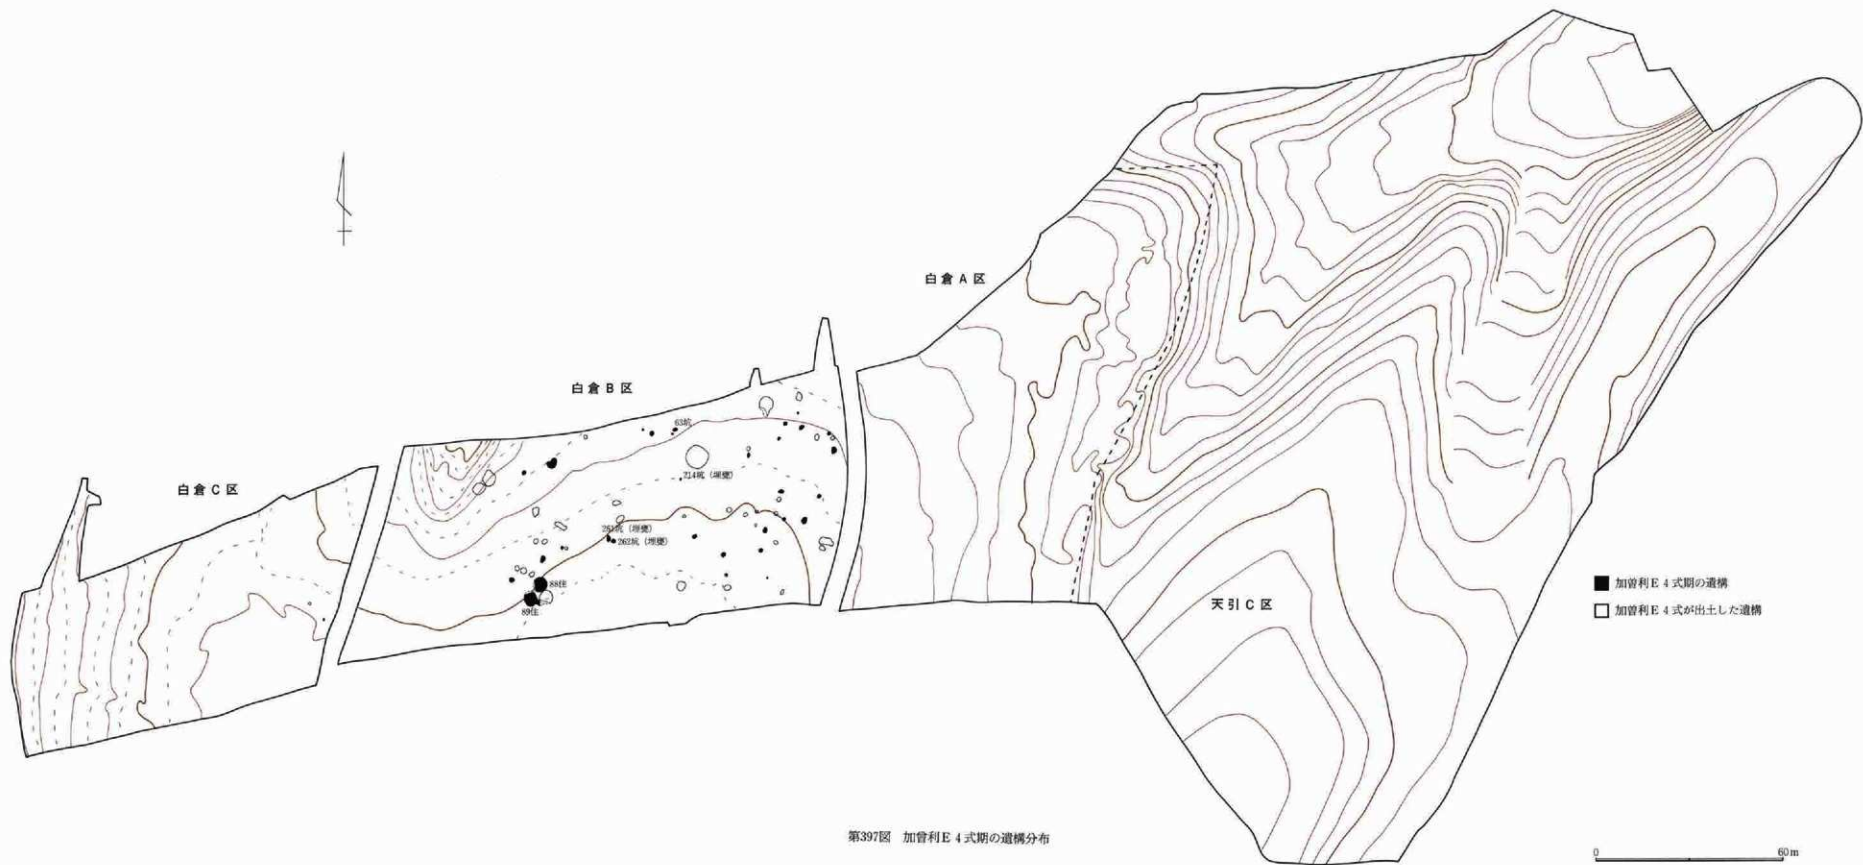 白倉A区
白倉B区
63坑
白倉C区
214坑（埋甕）
261坑（埋甕）
262坑（埋甕）
88住
89住
天引C区
加曽利E4式期の遺構
加曽利E4式が出土した遺構
第397図 加曽利E4式期の遺構分布
0 60m